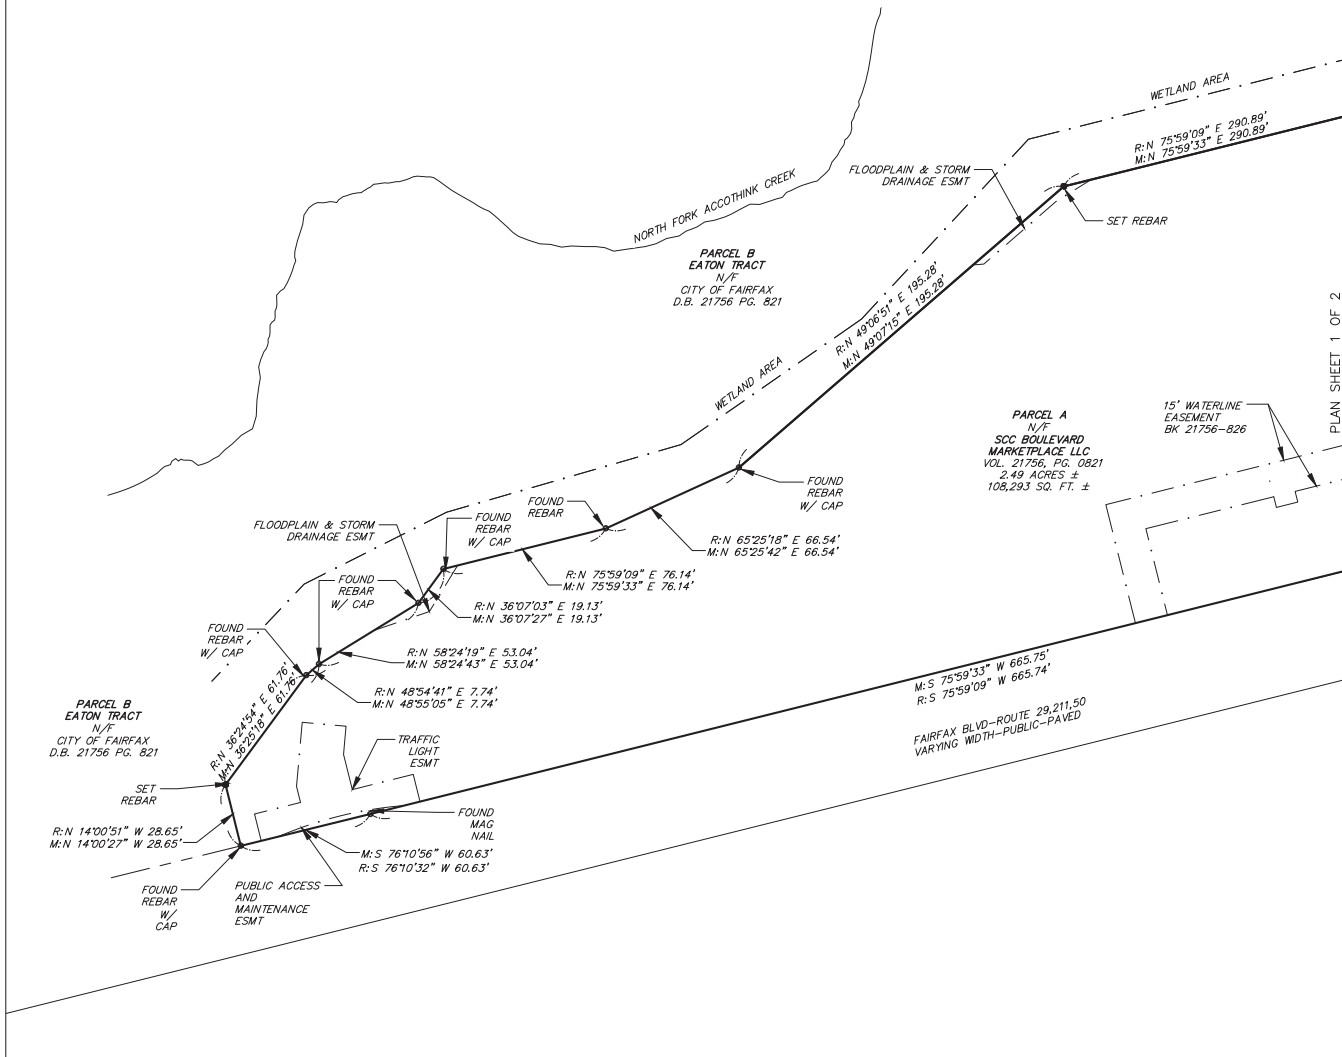 WETLAND AREA
R: N 75°59'09" E 290.89'
M: N 75°59'33" E 290.89'
FLOODPLAIN & STORM
DRAINAGE ESMT
SET REBAR
NORTH FORK ACCOTHINK CREEK
PARCEL B
EATON TRACT
N/F
CITY OF FAIRFAX
D.B. 21756 PG. 821
R: N 49°06'51" E 195.28'
M: N 49°07'15" E 195.28'
PLAN SHEET 1 OF 2
WETLAND AREA
PARCEL A
N/F
SCC BOULEVARD
MARKETPLACE LLC
VOL. 21756, PG. 0821
2.49 ACRES ±
108,293 SQ. FT. ±
15' WATERLINE
EASEMENT
BK 21756-826
FOUND
REBAR
W/ CAP
FOUND
REBAR
FOUND
REBAR
W/ CAP
FLOODPLAIN & STORM
DRAINAGE ESMT
R: N 65°25'18" E 66.54'
M: N 65°25'42" E 66.54'
R: N 75°59'09" E 76.14'
M: N 75°59'33" E 76.14'
FOUND
REBAR
W/ CAP
R: N 36°07'03" E 19.13'
M: N 36°07'27" E 19.13'
FOUND
REBAR
W/ CAP
R: N 58°24'19" E 53.04'
M: N 58°24'43" E 53.04'
R: N 48°54'41" E 7.74'
M: N 48°55'05" E 7.74'
R: N 36°24'54" E 61.76'
M: N 36°25'18" E 61.76'
M: S 75°59'33" W 665.75'
R: S 75°59'09" W 665.74'
FAIRFAX BLVD-ROUTE 29,211,50
VARYING WIDTH-PUBLIC-PAVED
PARCEL B
EATON TRACT
N/F
CITY OF FAIRFAX
D.B. 21756 PG. 821
TRAFFIC
LIGHT
ESMT
SET
REBAR
FOUND
MAG
NAIL
R: N 14°00'51" W 28.65'
M: N 14°00'27" W 28.65'
M: S 76°10'56" W 60.63'
R: S 76°10'32" W 60.63'
FOUND
REBAR
W/
CAP
PUBLIC ACCESS
AND
MAINTENANCE
ESMT